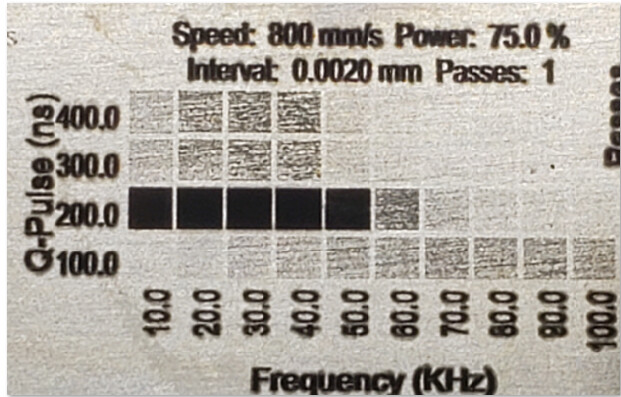 Speed: 800 mm/s Power: 75.0 %
Interval: 0.0020 mm Passes: 1
Q-Pulse (ns)
400.0
300.0
200.0
100.0
10.0 20.0 30.0 40.0 50.0 60.0 70.0 80.0 90.0 100.0
Frequency (KHz)